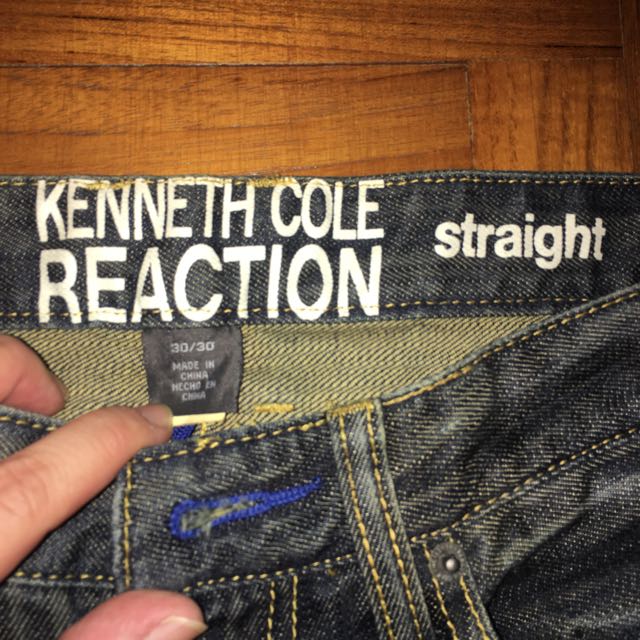 KENNETH COLE
REACTION
straight
30/30
MADE IN
CHINA
HECHO EN
CHINA